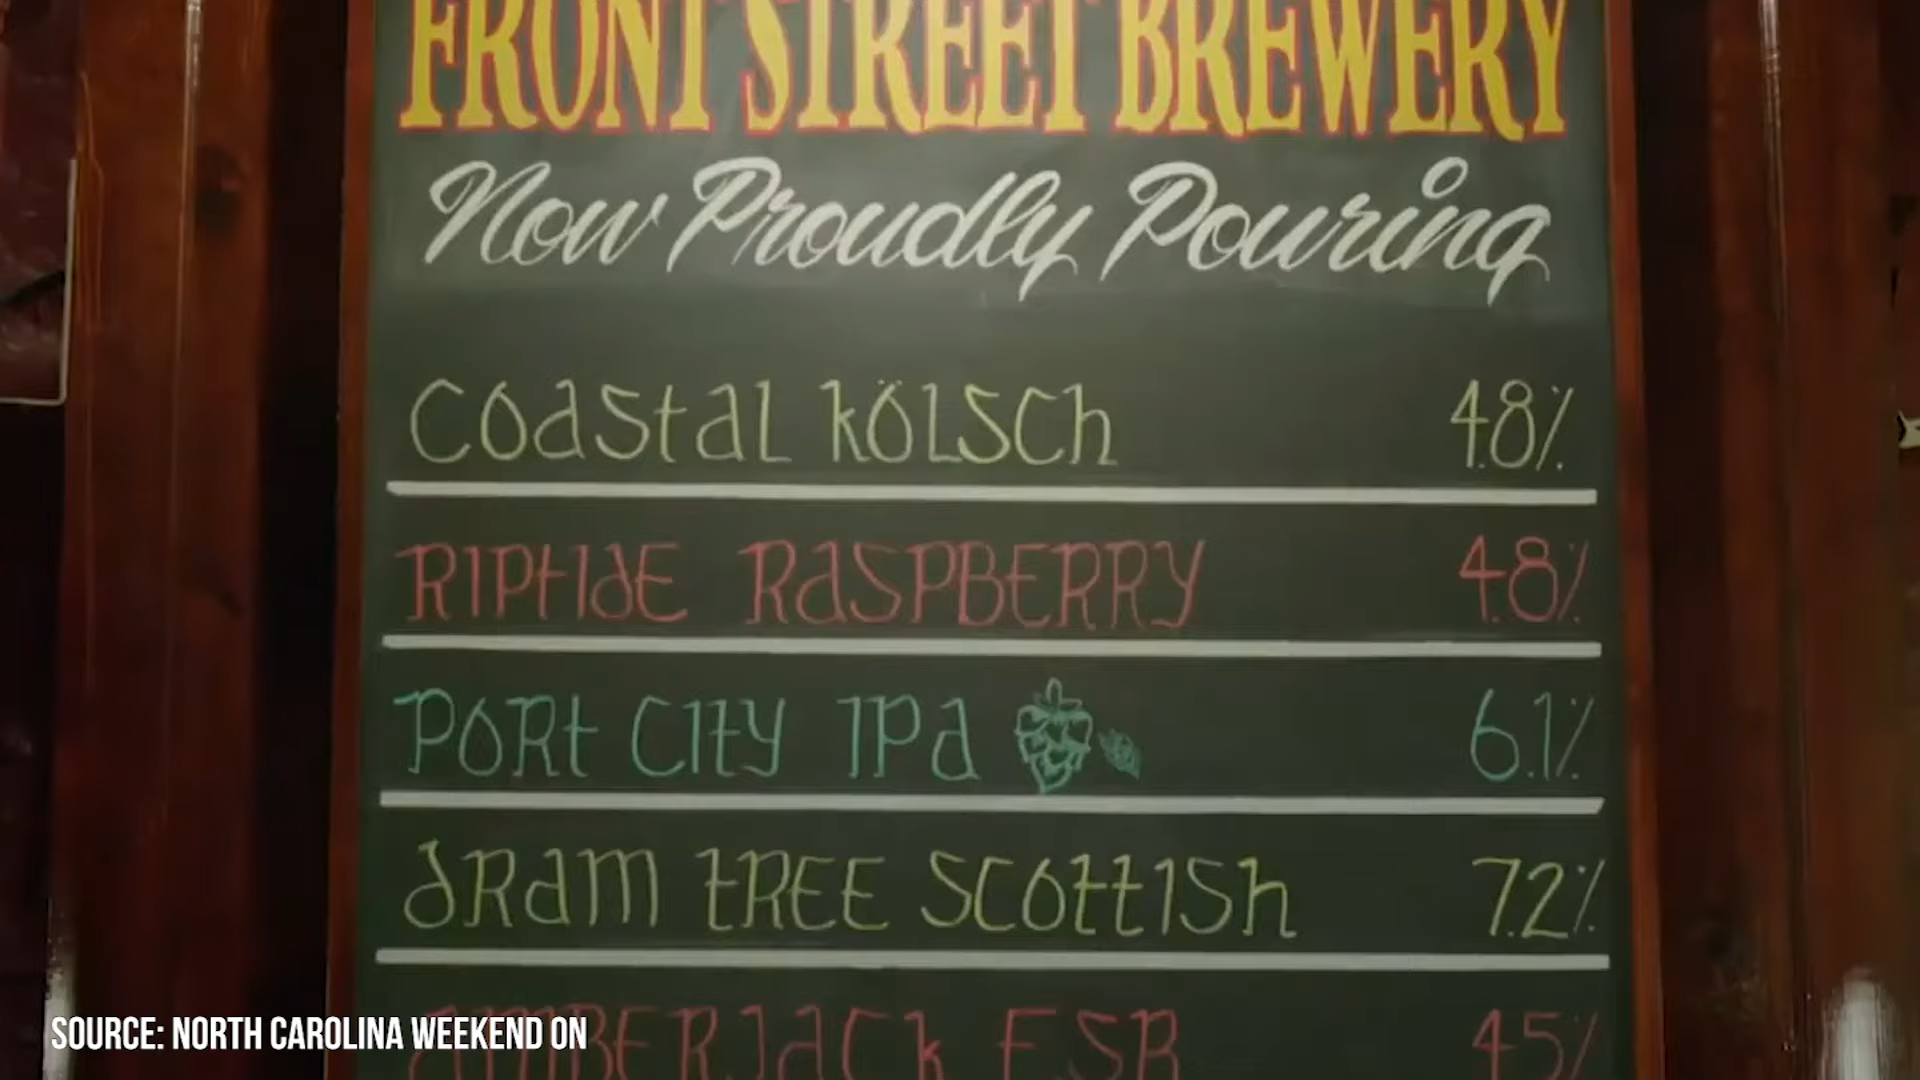 FRONT STREET BREWERY
Now Proudly Pouring
Coastal Kölsch 4.8%
Riptide Raspberry 4.8%
Port City IPA 6.1%
Dram Tree Scottish 7.2%
Amberjack ESB 4.5%
SOURCE: NORTH CAROLINA WEEKEND ON